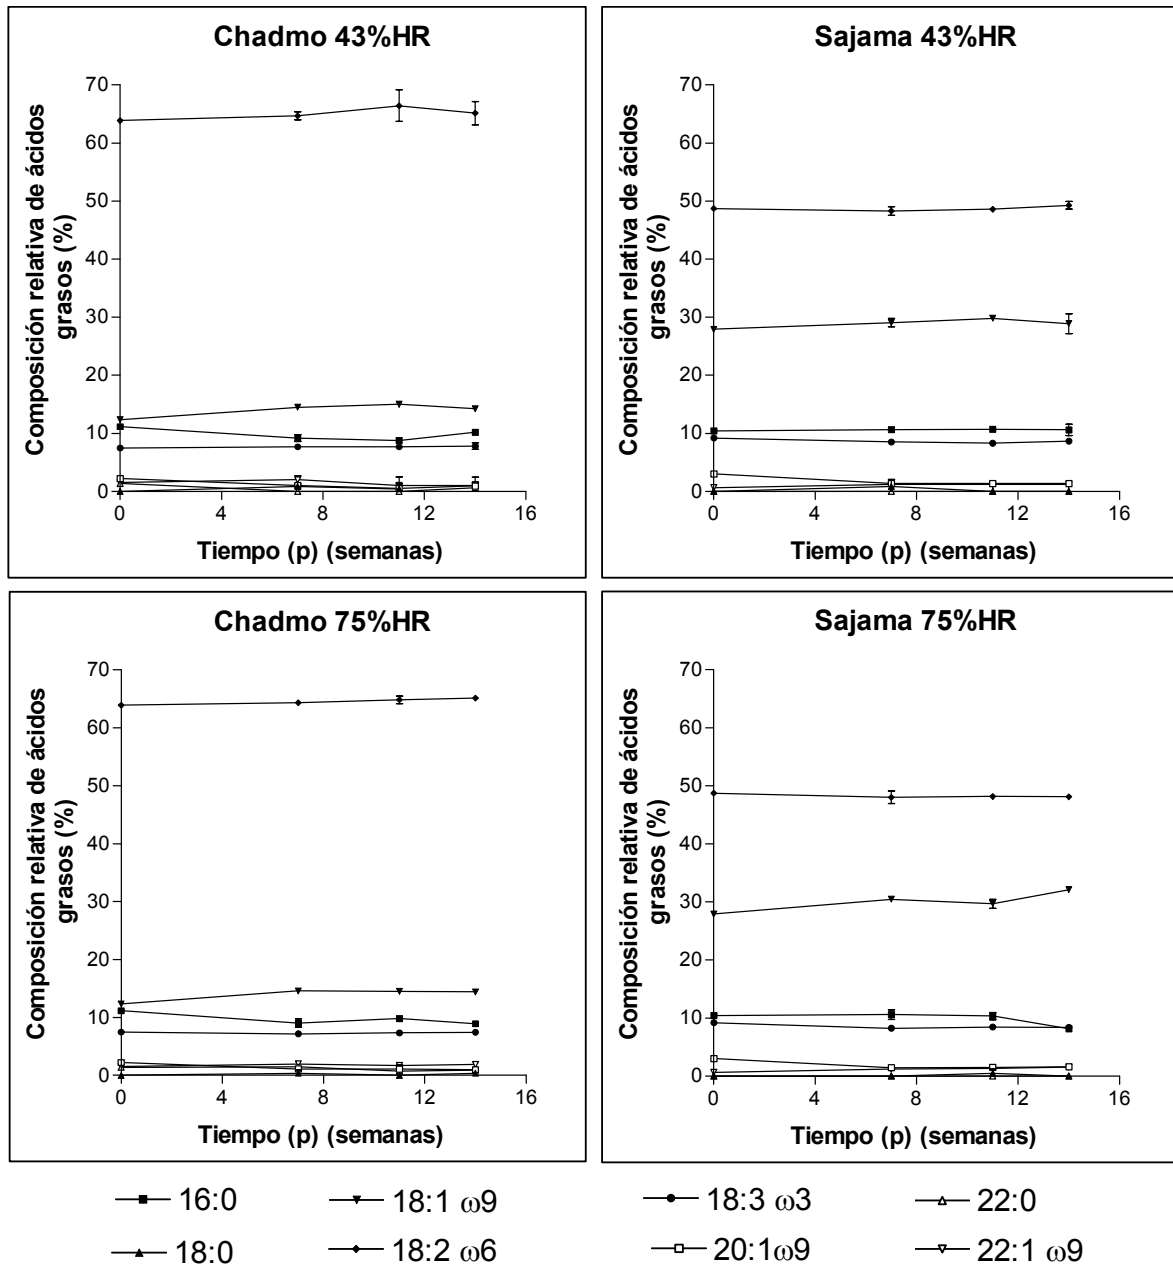 Chadmo 43%HR
Composición relativa de ácidos
grasos (%)
70
60
50
40
30
20
10
0
0 4 8 12 16
Tiempo (p) (semanas)
Sajama 43%HR
Composición relativa de ácidos
grasos (%)
70
60
50
40
30
20
10
0
0 4 8 12 16
Tiempo (p) (semanas)
Chadmo 75%HR
Composición relativa de ácidos
grasos (%)
70
60
50
40
30
20
10
0
0 4 8 12 16
Tiempo (p) (semanas)
Sajama 75%HR
Composición relativa de ácidos
grasos (%)
70
60
50
40
30
20
10
0
0 4 8 12 16
Tiempo (p) (semanas)
16:0 18:1 ω9 18:3 ω3 22:0
18:0 18:2 ω6 20:1ω9 22:1 ω9